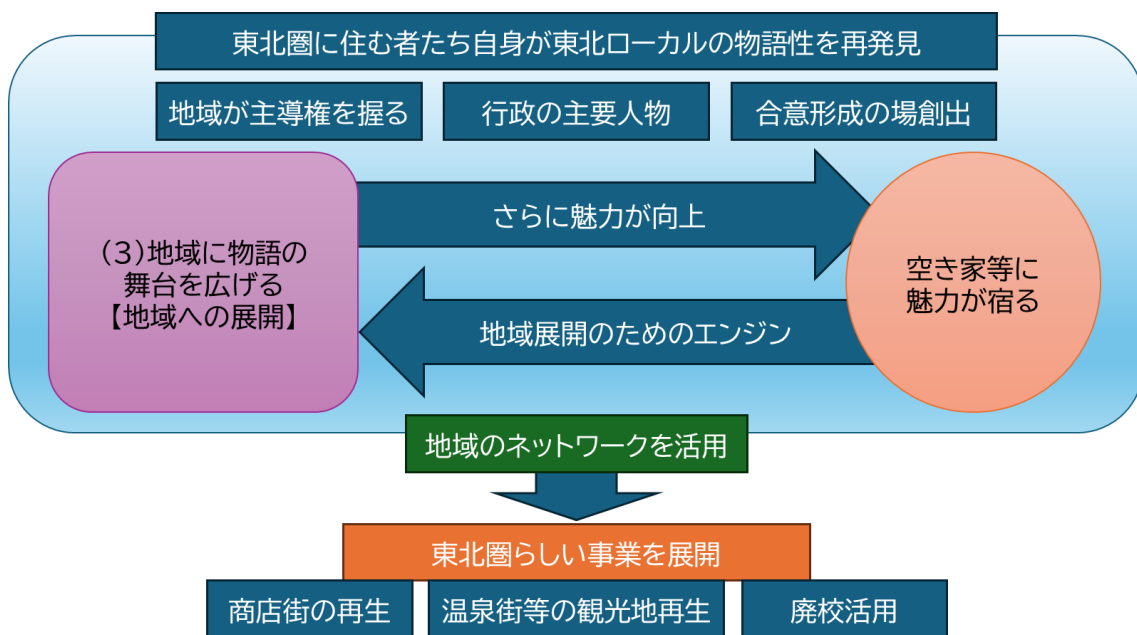 東北圏に住む者たち自身が東北ローカルの物語性を再発見
地域が主導権を握る
行政の主要人物
合意形成の場創出
(3)地域に物語の
舞台を広げる
【地域への展開】
さらに魅力が向上
地域展開のためのエンジン
空き家等に
魅力が宿る
地域のネットワークを活用
東北圏らしい事業を展開
商店街の再生
温泉街等の観光地再生
廃校活用